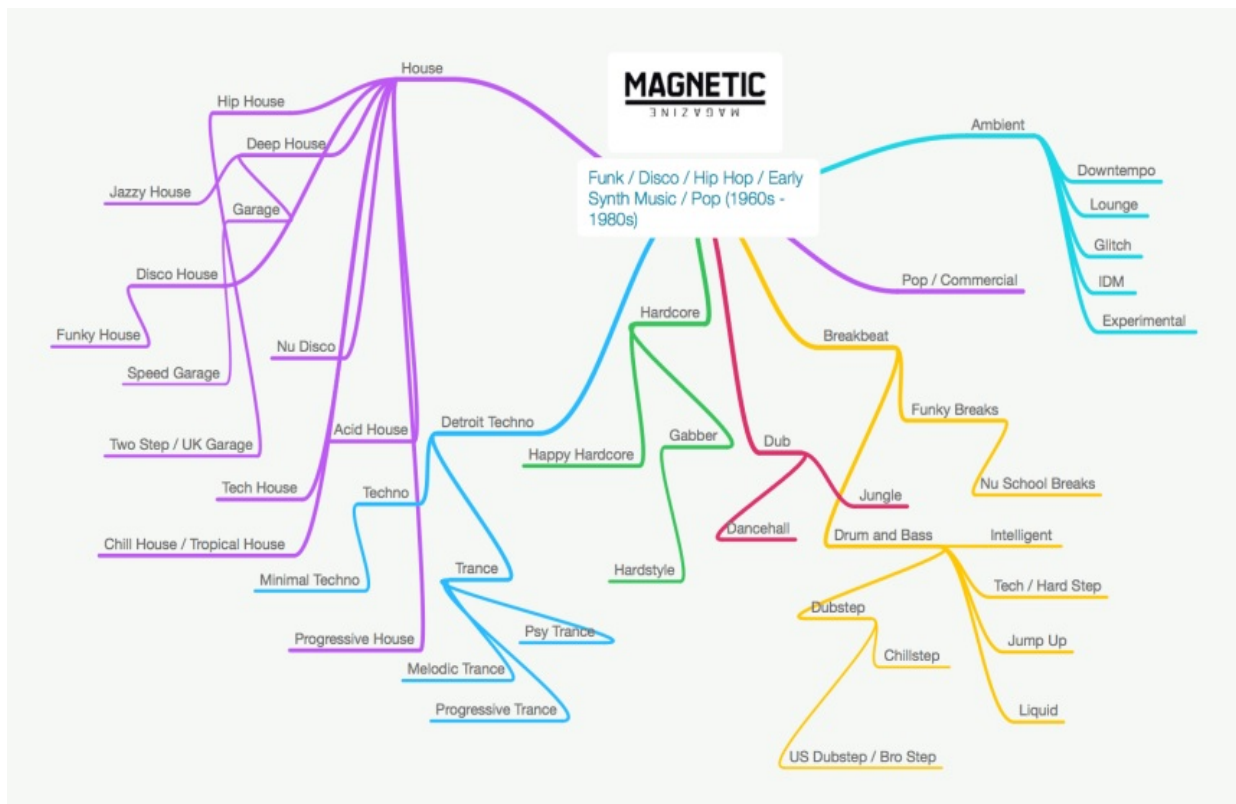 MAGNETIC
MAGAZINE
Funk / Disco / Hip Hop / Early
Synth Music / Pop (1960s -
1980s)
House
Hip House
Deep House
Jazzy House
Garage
Disco House
Funky House
Nu Disco
Speed Garage
Acid House
Two Step / UK Garage
Tech House
Chill House / Tropical House
Progressive House
Detroit Techno
Techno
Minimal Techno
Trance
Psy Trance
Melodic Trance
Progressive Trance
Hardcore
Happy Hardcore
Gabber
Hardstyle
Dub
Jungle
Dancehall
Breakbeat
Funky Breaks
Nu School Breaks
Drum and Bass
Intelligent
Tech / Hard Step
Jump Up
Liquid
Dubstep
Chillstep
US Dubstep / Bro Step
Pop / Commercial
Ambient
Downtempo
Lounge
Glitch
IDM
Experimental